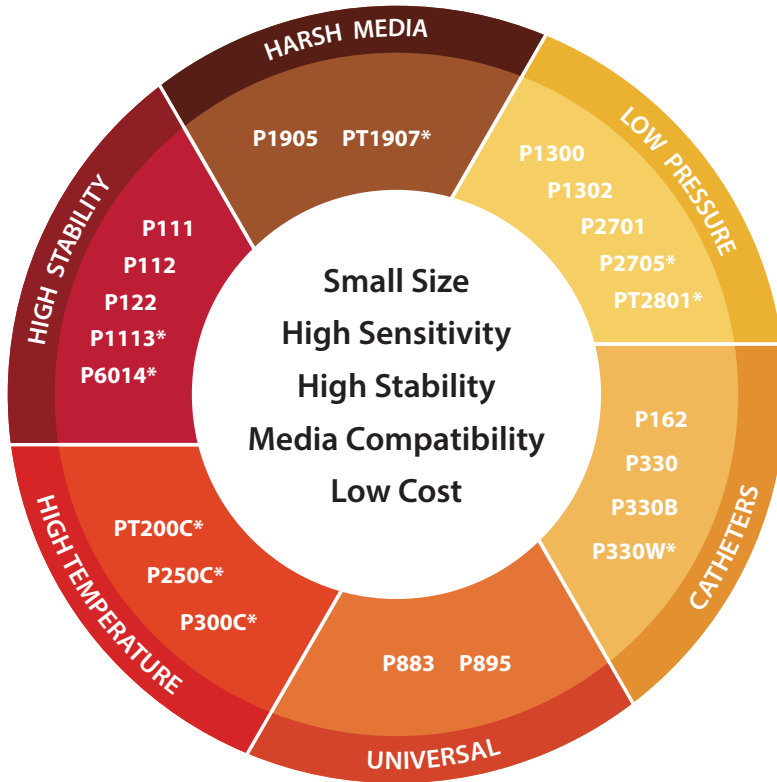 HARSH MEDIA
P1905 PT1907*
LOW PRESSURE
P1300
P1302
P2701
P2705*
PT2801*
CATHETERS
P162
P330
P330B
P330W*
UNIVERSAL
P883 P895
HIGH TEMPERATURE
PT200C*
P250C*
P300C*
HIGH STABILITY
P111
P112
P122
P1113*
P6014*
Small Size
High Sensitivity
High Stability
Media Compatibility
Low Cost